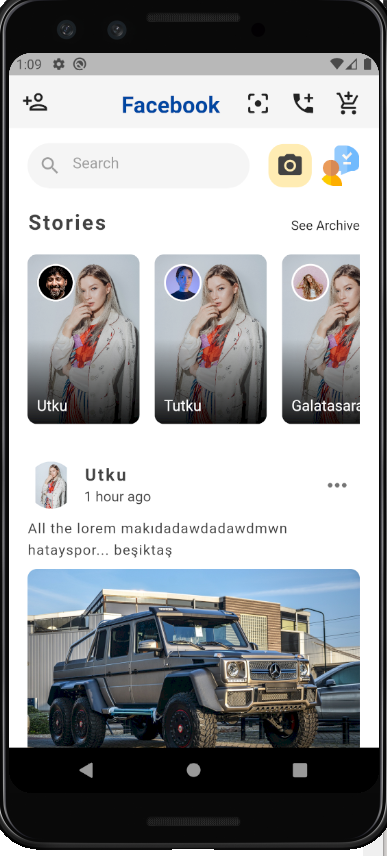 1:09
Facebook
Search
Stories
See Archive
Utku
Tutku
Galatasara
Utku
1 hour ago
All the lorem makıdadawdadawdmwn
hatayspor... beşiktaş